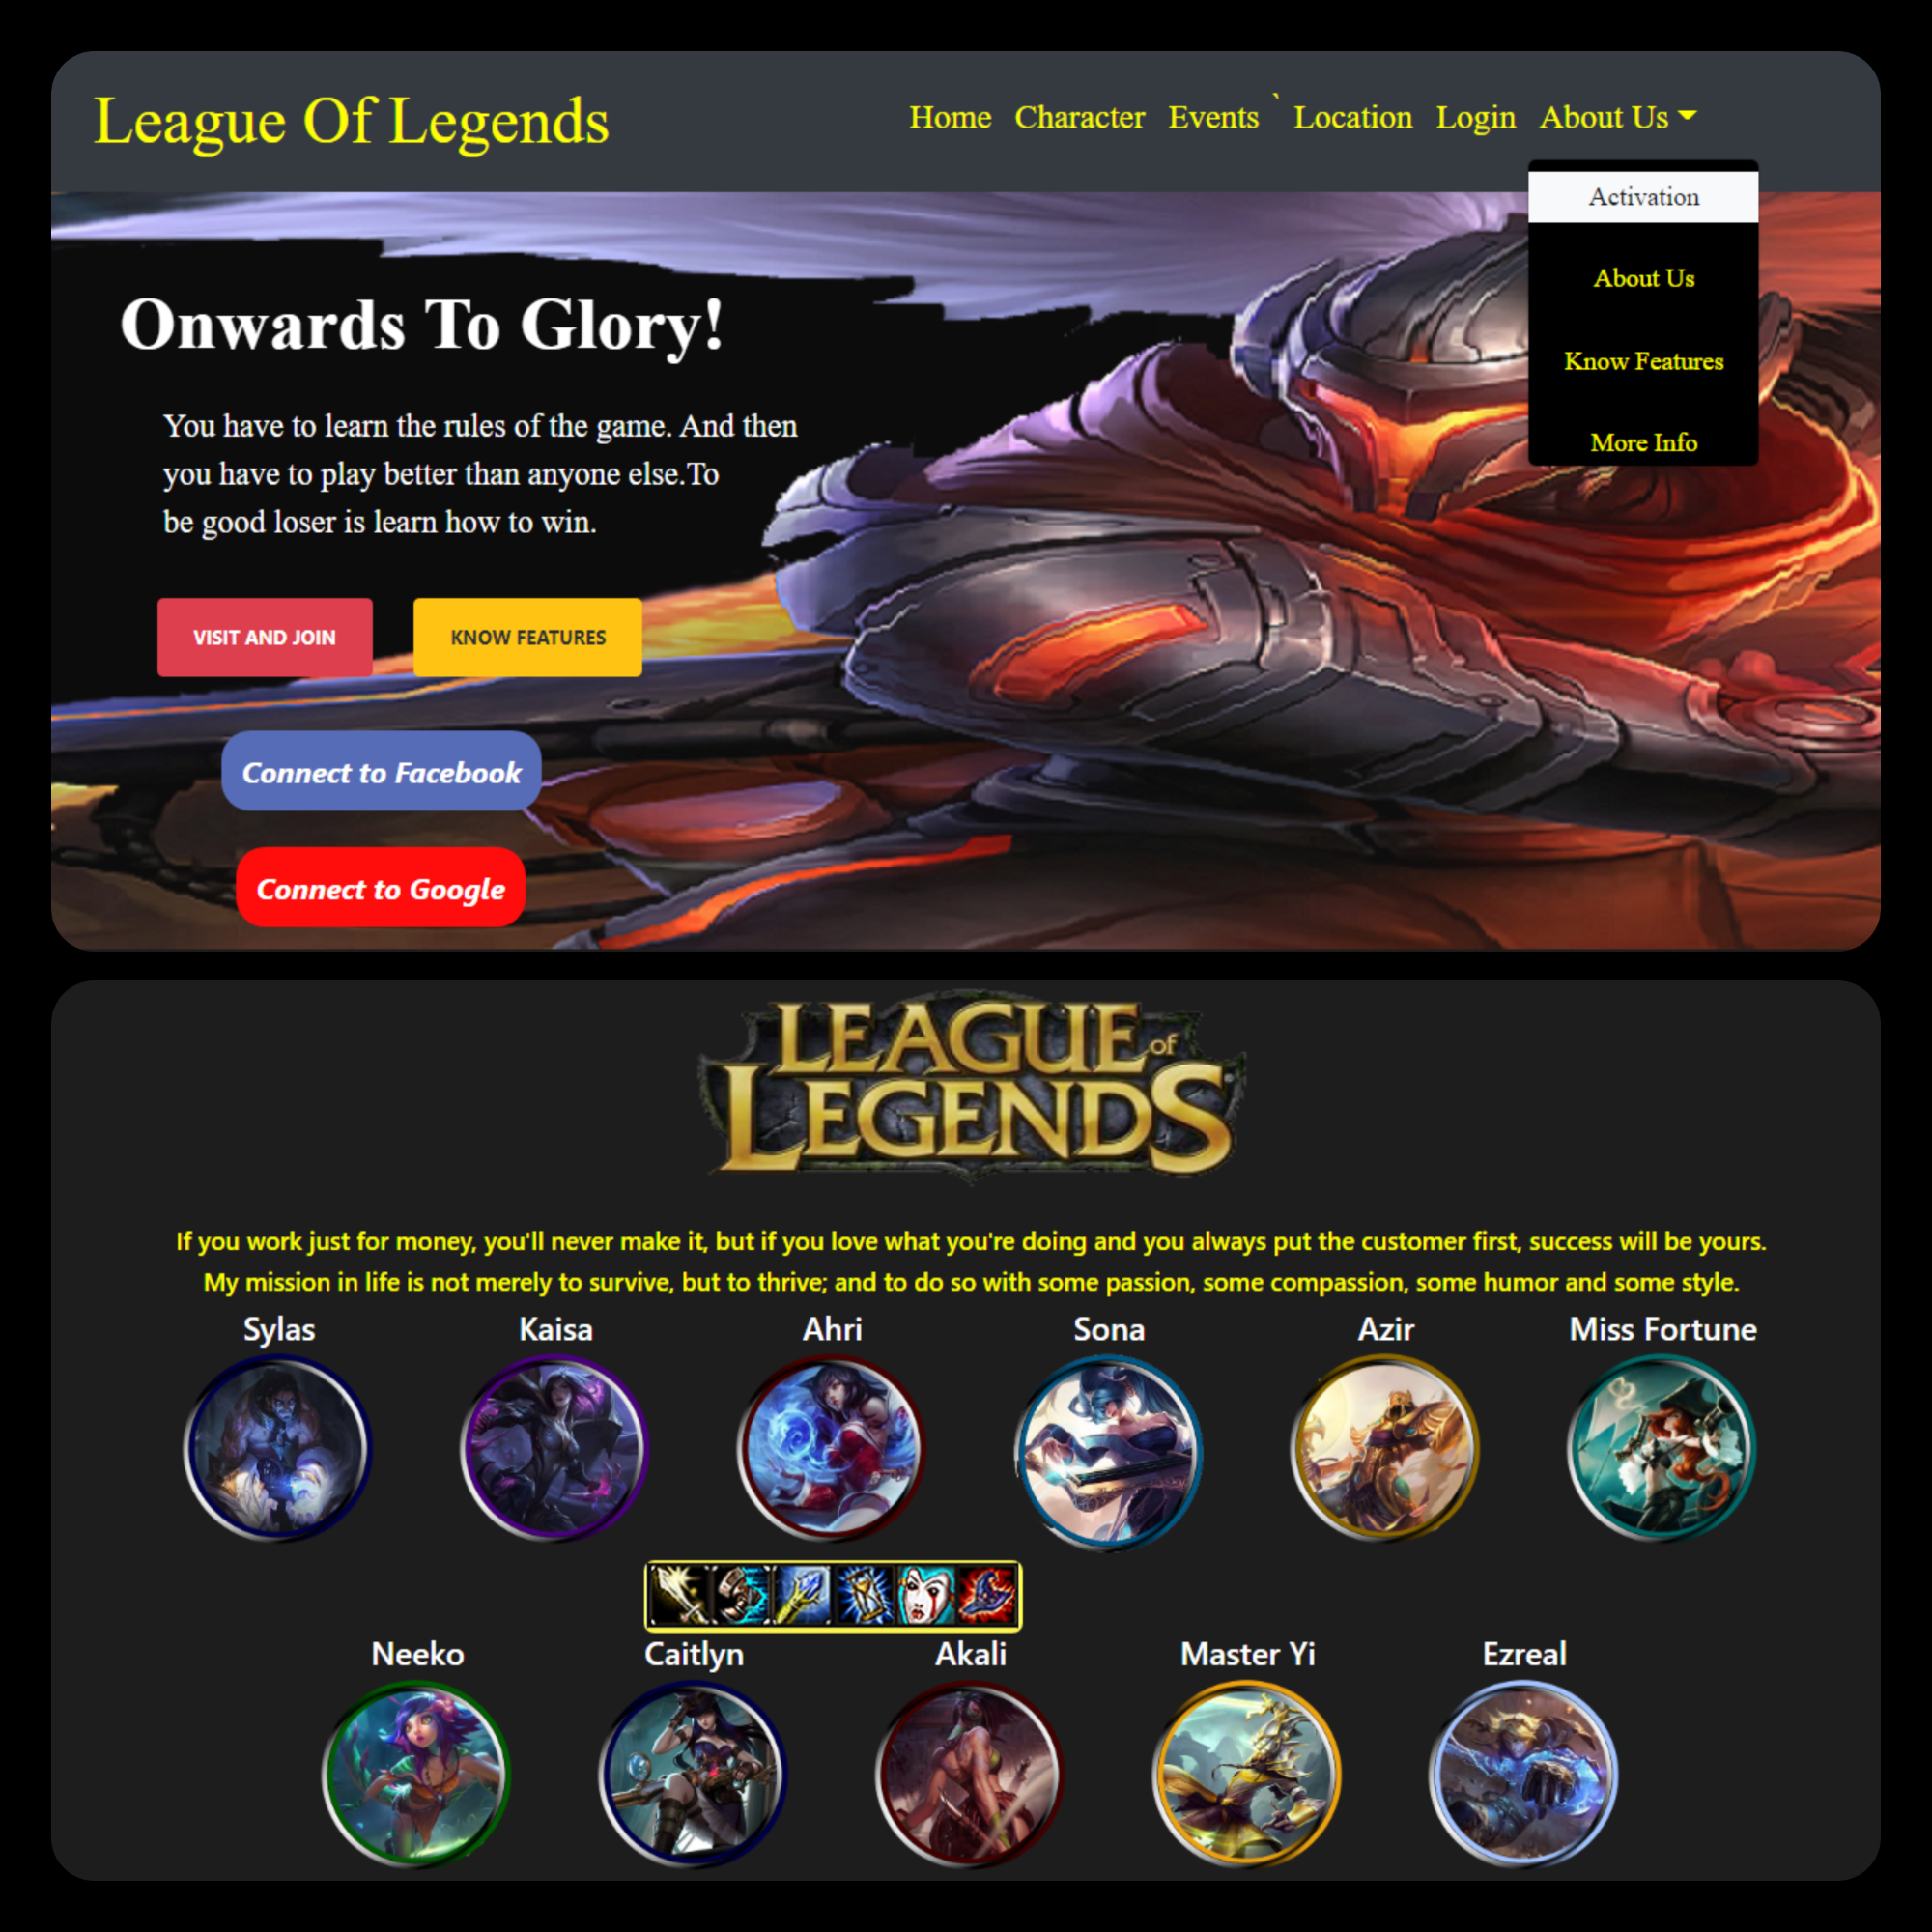 League Of Legends
Home Character Events ` Location Login About Us
Activation
About Us
Know Features
More Info
Onwards To Glory!
You have to learn the rules of the game. And then
you have to play better than anyone else.To
be good loser is learn how to win.
VISIT AND JOIN KNOW FEATURES
Connect to Facebook
Connect to Google
LEAGUE of
LEGENDS
If you work just for money, you'll never make it, but if you love what you're doing and you always put the customer first, success will be yours.
My mission in life is not merely to survive, but to thrive; and to do so with some passion, some compassion, some humor and some style.
Sylas Kaisa Ahri Sona Azir Miss Fortune
Neeko Caitlyn Akali Master Yi Ezreal